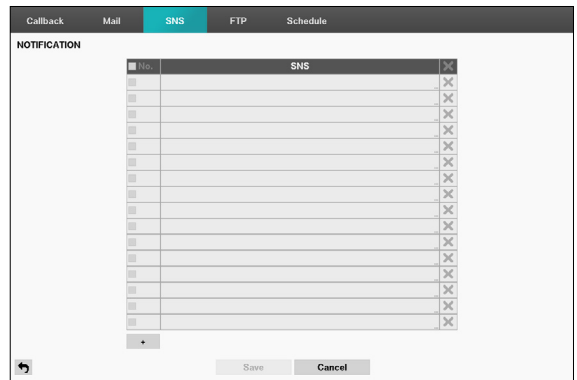 Callback Mail SNS FTP Schedule
NOTIFICATION
No. SNS
+
Save Cancel